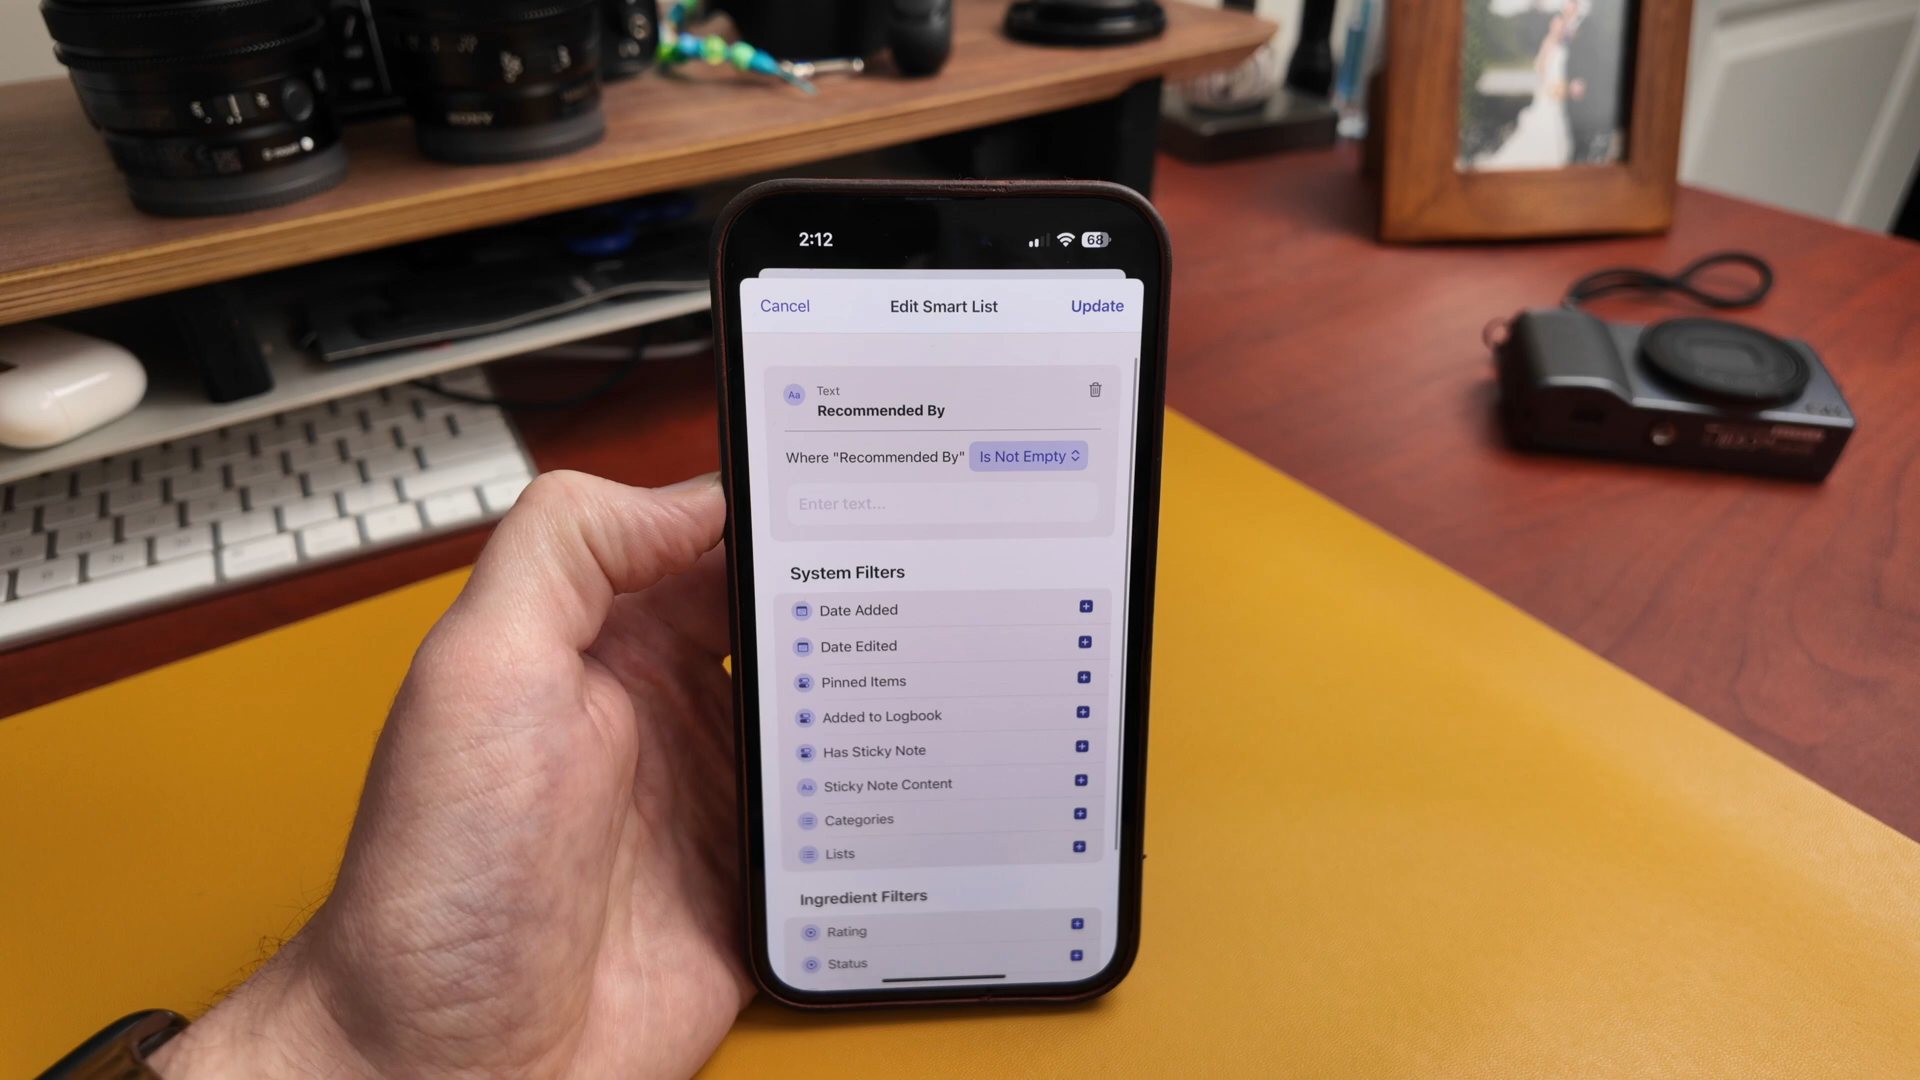 SONY
2:12
68
Cancel
Edit Smart List
Update
Aa
Text
Recommended By
Where "Recommended By" Is Not Empty
Enter text...
System Filters
Date Added
Date Edited
Pinned Items
Added to Logbook
Has Sticky Note
Aa Sticky Note Content
Categories
Lists
Ingredient Filters
Rating
Status